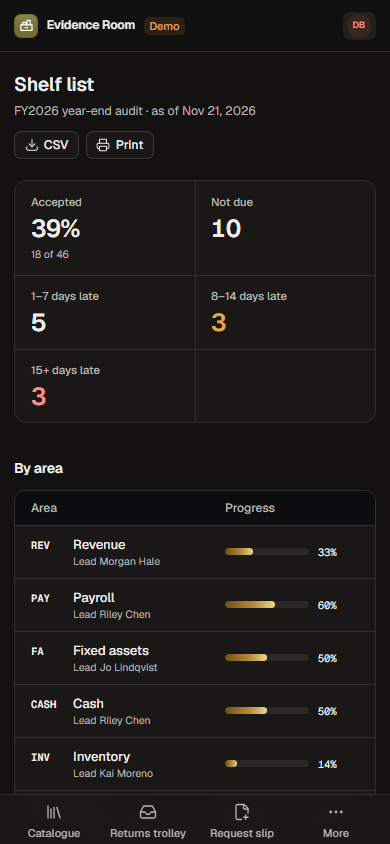 Evidence Room
Demo
DB
Shelf list
FY2026 year-end audit · as of Nov 21, 2026
CSV
Print
Accepted
39%
18 of 46
Not due
10
1–7 days late
5
8–14 days late
3
15+ days late
3
By area
Area
Progress
REV
Revenue
Lead Morgan Hale
33%
PAY
Payroll
Lead Riley Chen
60%
FA
Fixed assets
Lead Jo Lindqvist
50%
CASH
Cash
Lead Riley Chen
50%
INV
Inventory
Lead Kai Moreno
14%
Catalogue
Returns trolley
Request slip
More